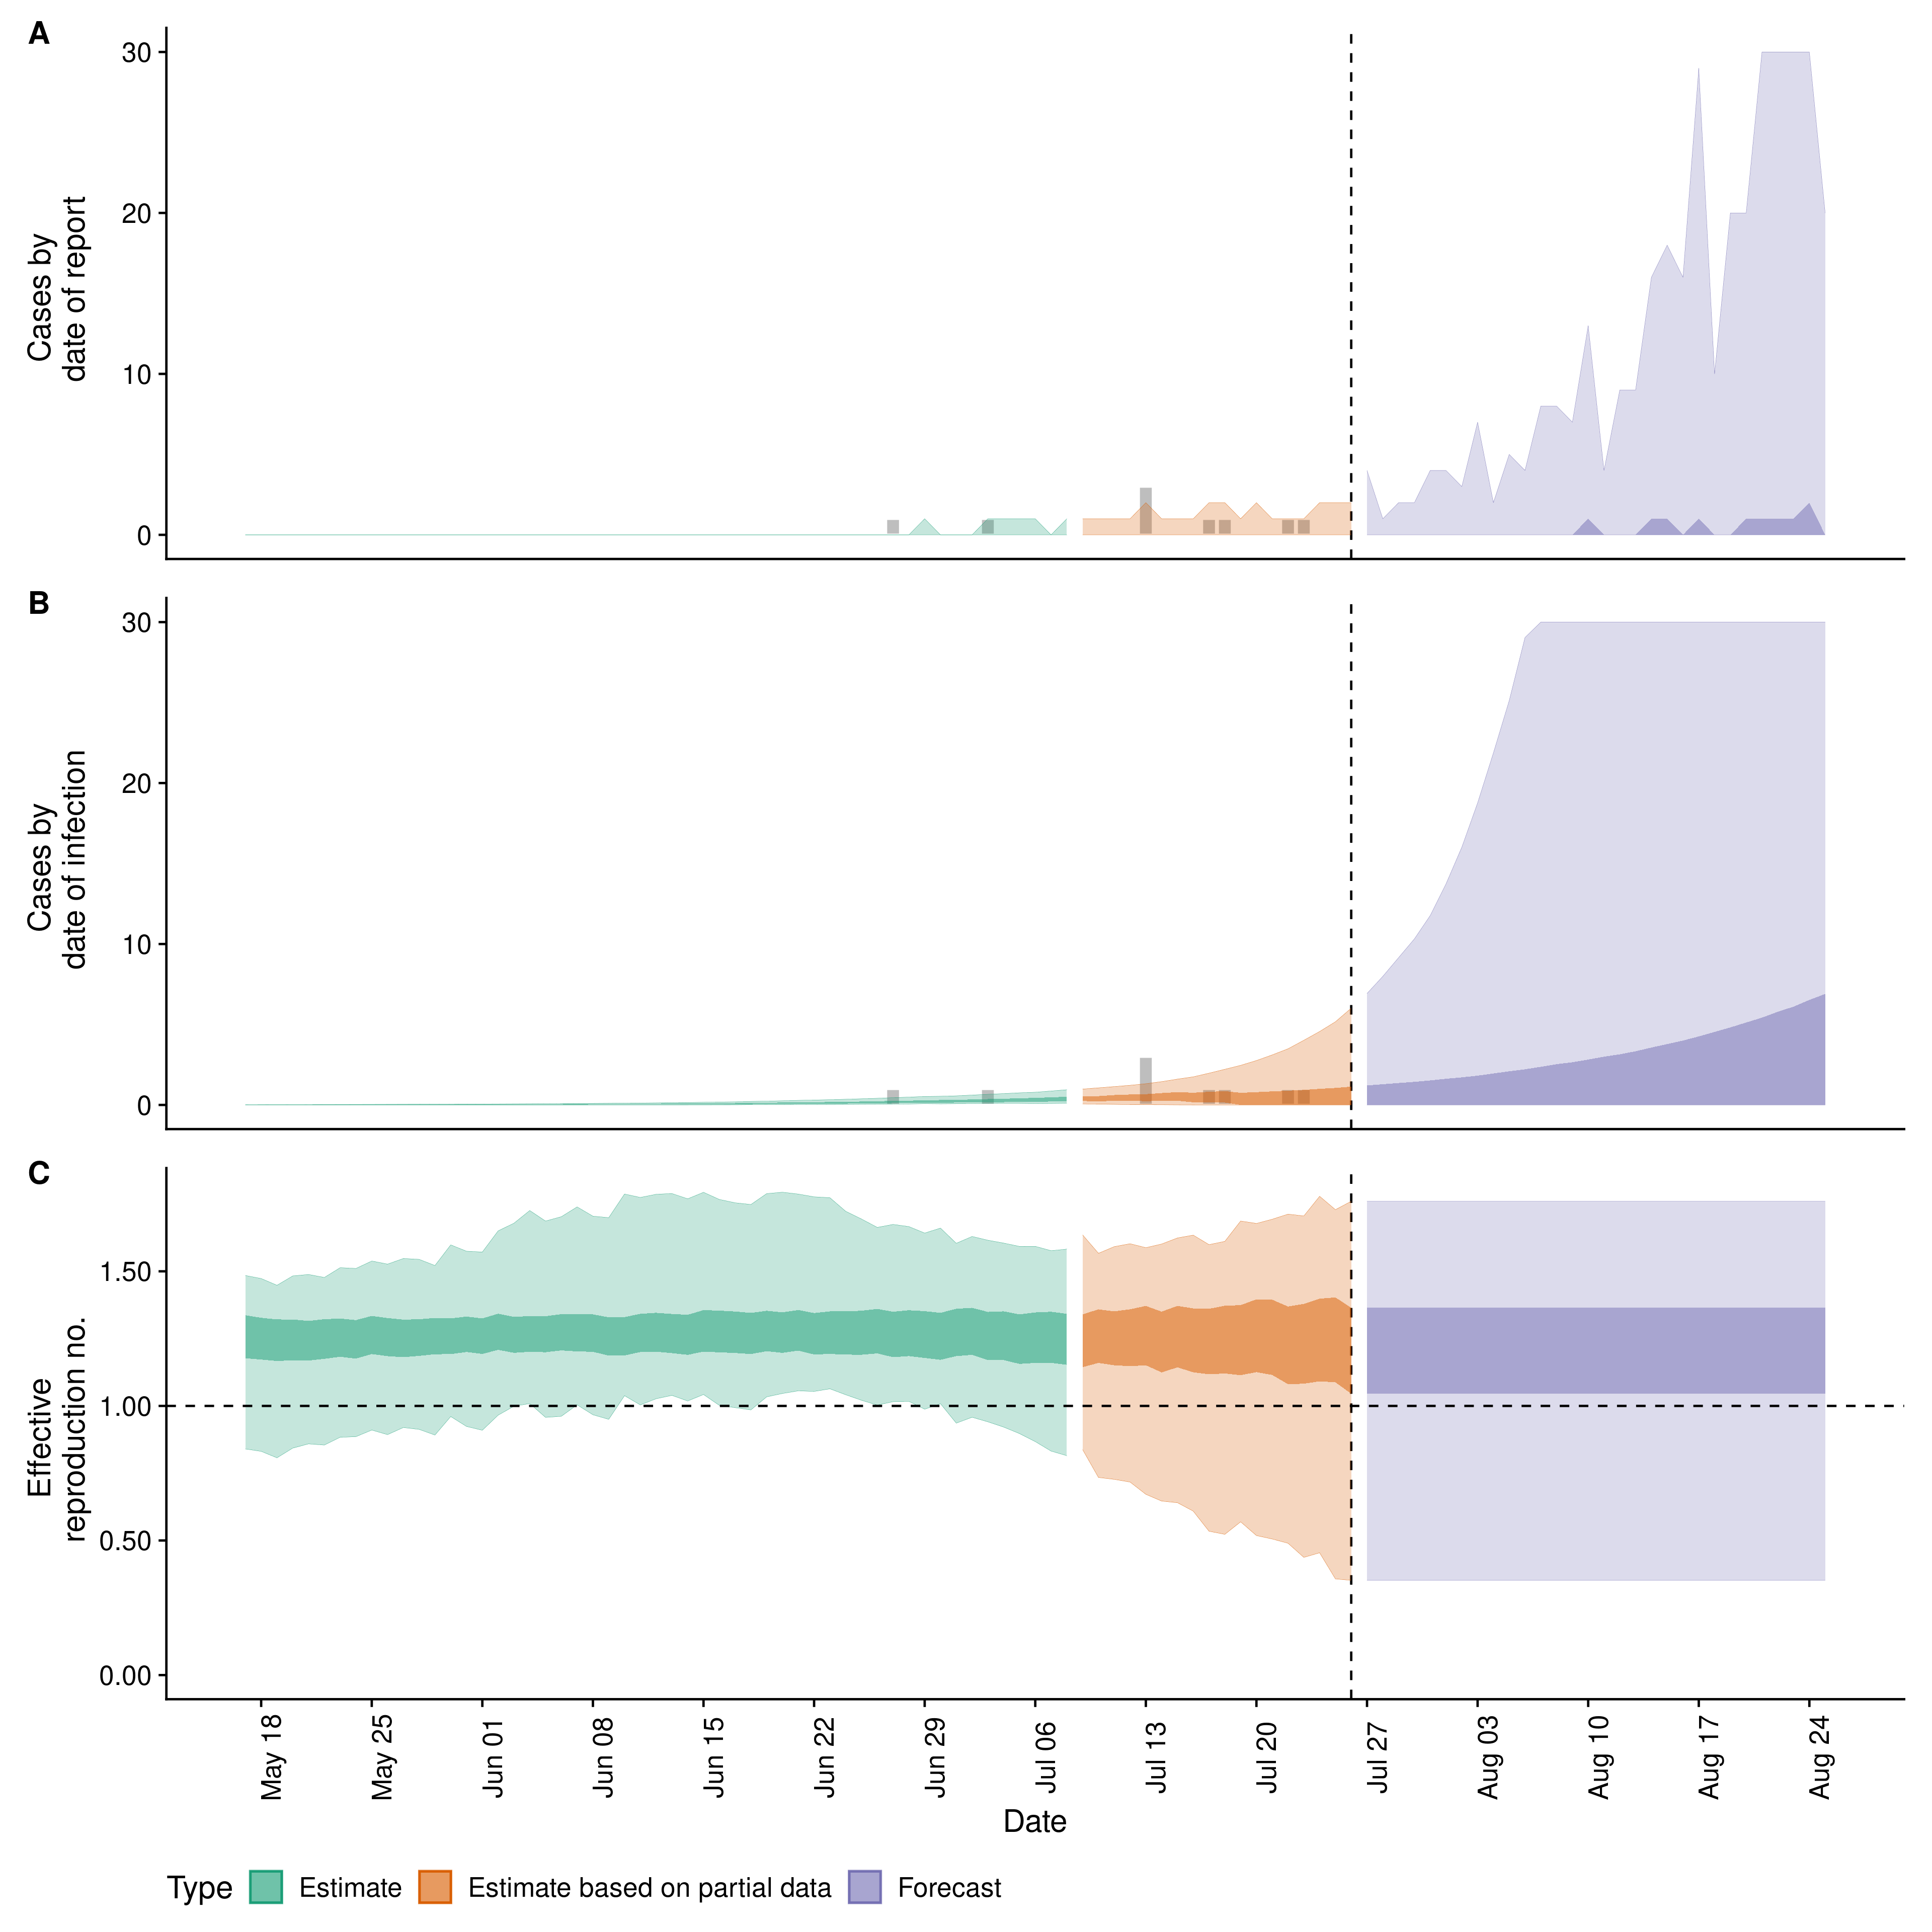 A
30
20
10
0
Cases by
date of report
B
30
20
10
0
Cases by
date of infection
C
1.50
1.00
0.50
0.00
Effective
reproduction no.
May 18
May 25
Jun 01
Jun 08
Jun 15
Jun 22
Jun 29
Jul 06
Jul 13
Jul 20
Jul 27
Aug 03
Aug 10
Aug 17
Aug 24
Date
Type Estimate Estimate based on partial data Forecast